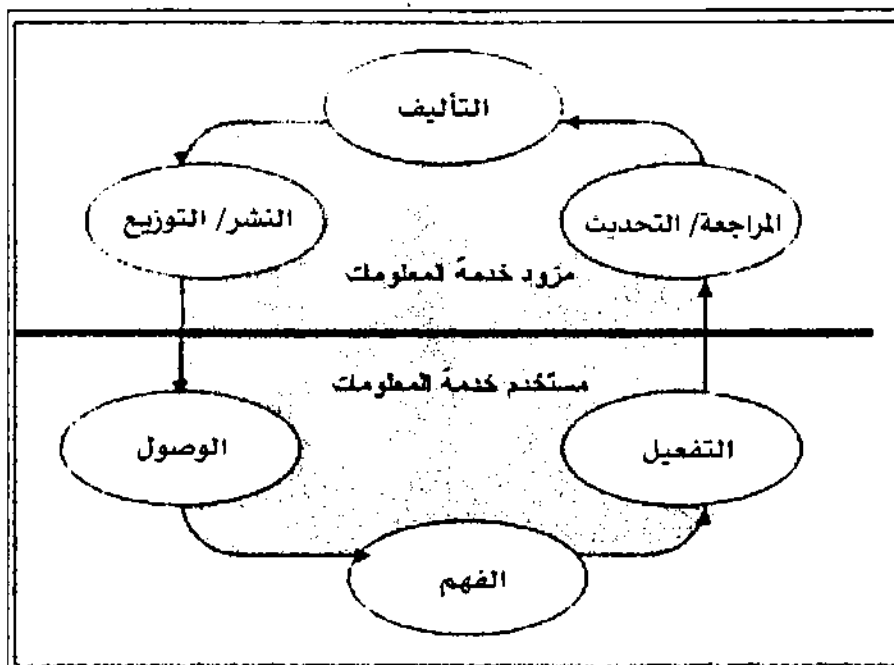 التأليف
النشر/ التوزيع
المراجعة/ التحديث
مزود خدمة المعلومات
مستخدم خدمة المعلومات
الوصول
التفعيل
الفهم